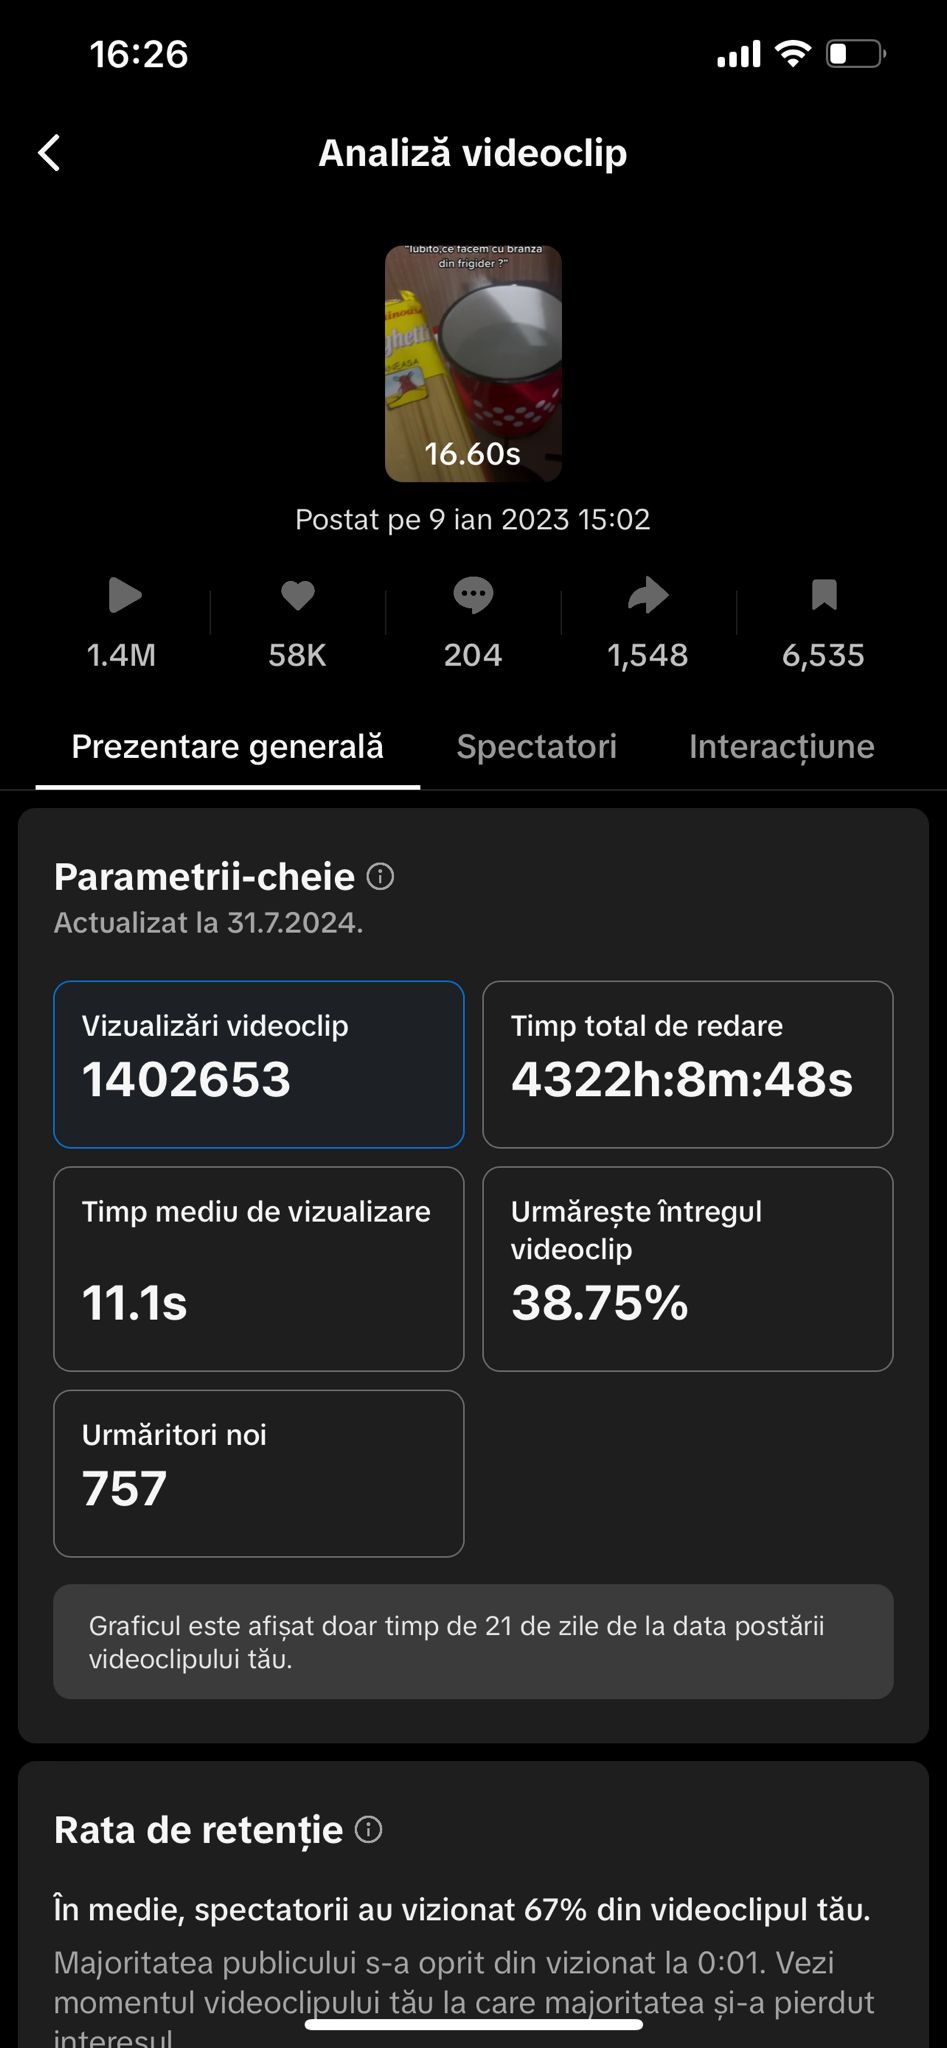 16:26
Analiză videoclip
"Iubito,ce facem cu branza
din frigider ?"
16.60s
Postat pe 9 ian 2023 15:02
1.4M
58K
204
1,548
6,535
Prezentare generală
Spectatori
Interacțiune
Parametrii-cheie
Actualizat la 31.7.2024.
Vizualizări videoclip
1402653
Timp total de redare
4322h:8m:48s
Timp mediu de vizualizare
11.1s
Urmărește întregul
videoclip
38.75%
Urmăritori noi
757
Graficul este afișat doar timp de 21 de zile de la data postării
videoclipului tău.
Rata de retenție
În medie, spectatorii au vizionat 67% din videoclipul tău.
Majoritatea publicului s-a oprit din vizionat la 0:01. Vezi
momentul videoclipului tău la care majoritatea și-a pierdut
interesul